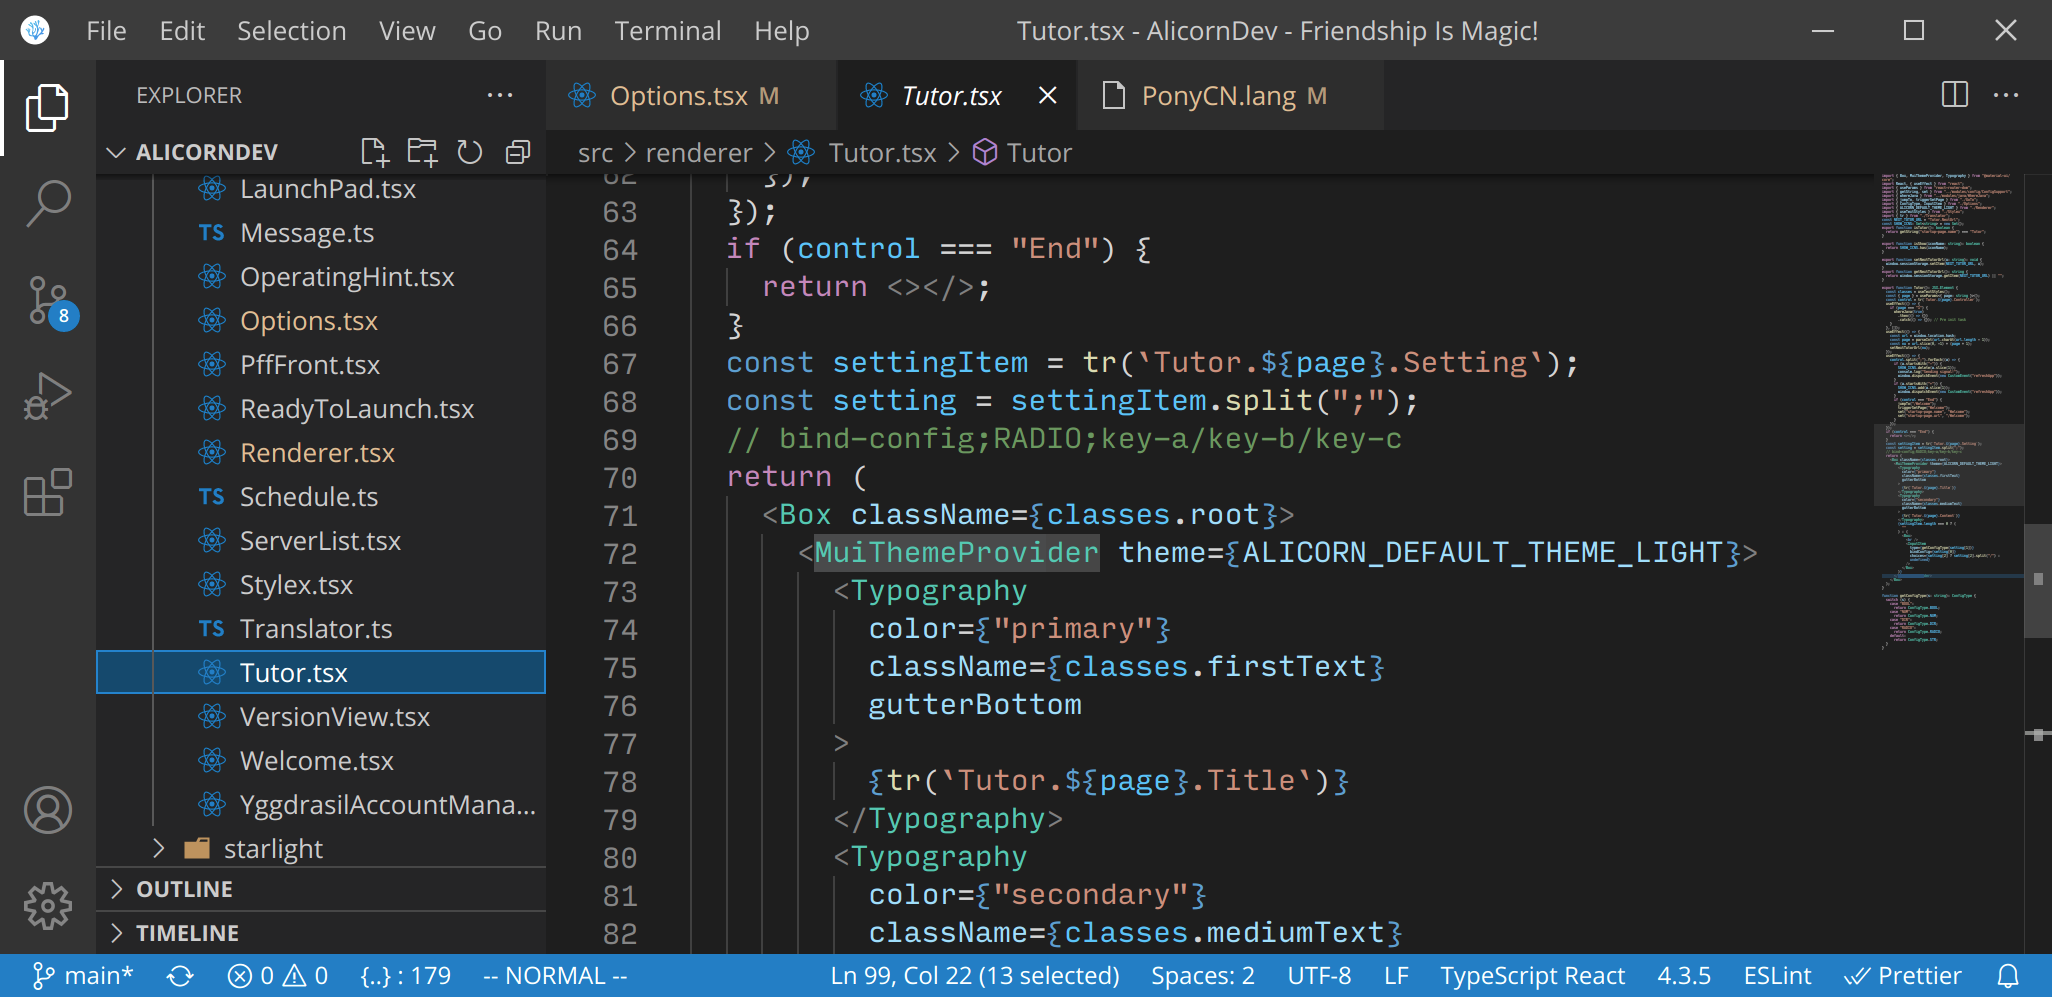 File Edit Selection View Go Run Terminal Help Tutor.tsx - AlicornDev - Friendship Is Magic!
EXPLORER ···
ALICORNDEV
LaunchPad.tsx
TS Message.ts
OperatingHint.tsx
Options.tsx
PffFront.tsx
ReadyToLaunch.tsx
Renderer.tsx
TS Schedule.ts
ServerList.tsx
Stylex.tsx
TS Translator.ts
Tutor.tsx
VersionView.tsx
Welcome.tsx
YggdrasilAccountMana...
starlight
OUTLINE
TIMELINE
8
Options.tsx M Tutor.tsx PonyCN.lang M ···
src > renderer > Tutor.tsx > Tutor
62 });
63 });
64 if (control === "End") {
65 return <></>;
66 }
67 const settingItem = tr(`Tutor.${page}.Setting`);
68 const setting = settingItem.split(";");
69 // bind-config;RADIO;key-a/key-b/key-c
70 return (
71 <Box className={classes.root}>
72 <MuiThemeProvider theme={ALICORN_DEFAULT_THEME_LIGHT}>
73 <Typography
74 color={"primary"}
75 className={classes.firstText}
76 gutterBottom
77 >
78 {tr(`Tutor.${page}.Title`)}
79 </Typography>
80 <Typography
81 color={"secondary"}
82 className={classes.mediumText}
main* 0 0 {..} : 179 -- NORMAL -- Ln 99, Col 22 (13 selected) Spaces: 2 UTF-8 LF TypeScript React 4.3.5 ESLint Prettier